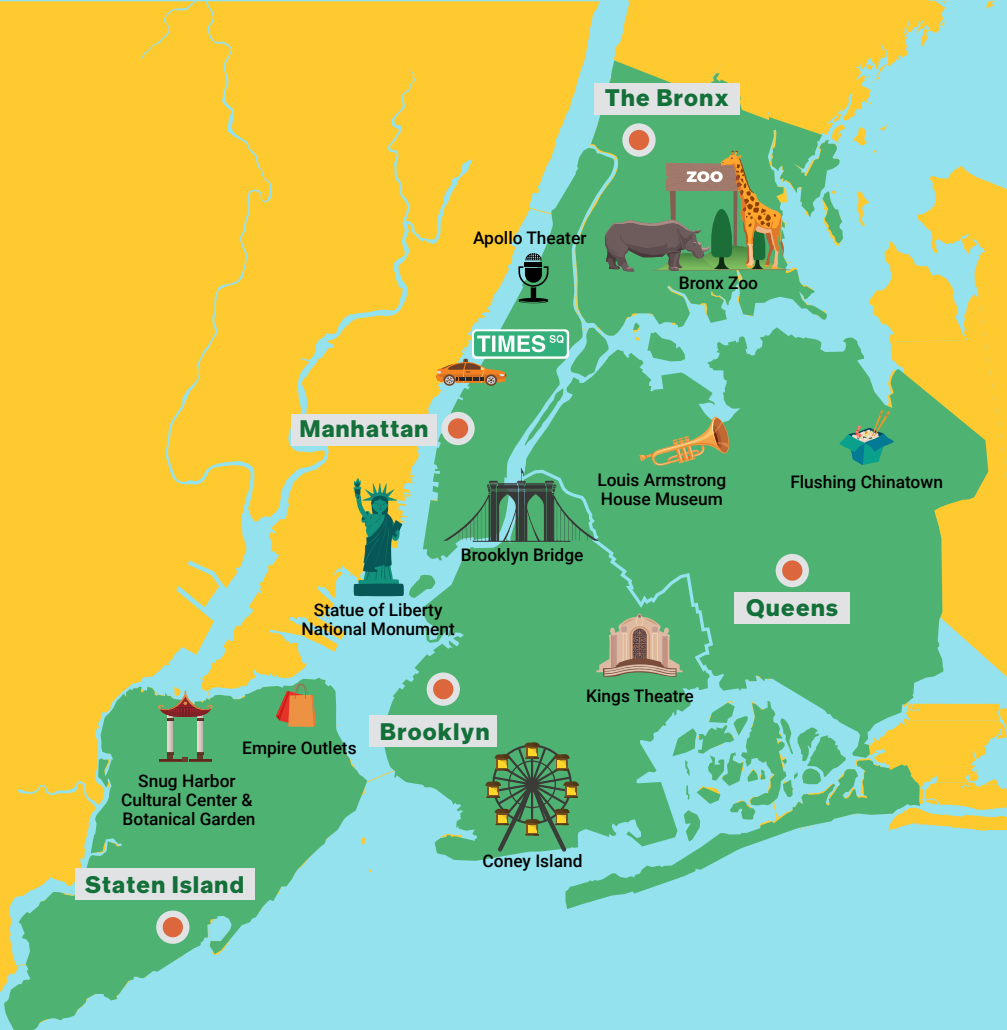 The Bronx
ZOO
Bronx Zoo
Apollo Theater
TIMES SQ
Manhattan
Louis Armstrong
House Museum
Flushing Chinatown
Brooklyn Bridge
Statue of Liberty
National Monument
Queens
Kings Theatre
Brooklyn
Empire Outlets
Snug Harbor
Cultural Center &
Botanical Garden
Coney Island
Staten Island